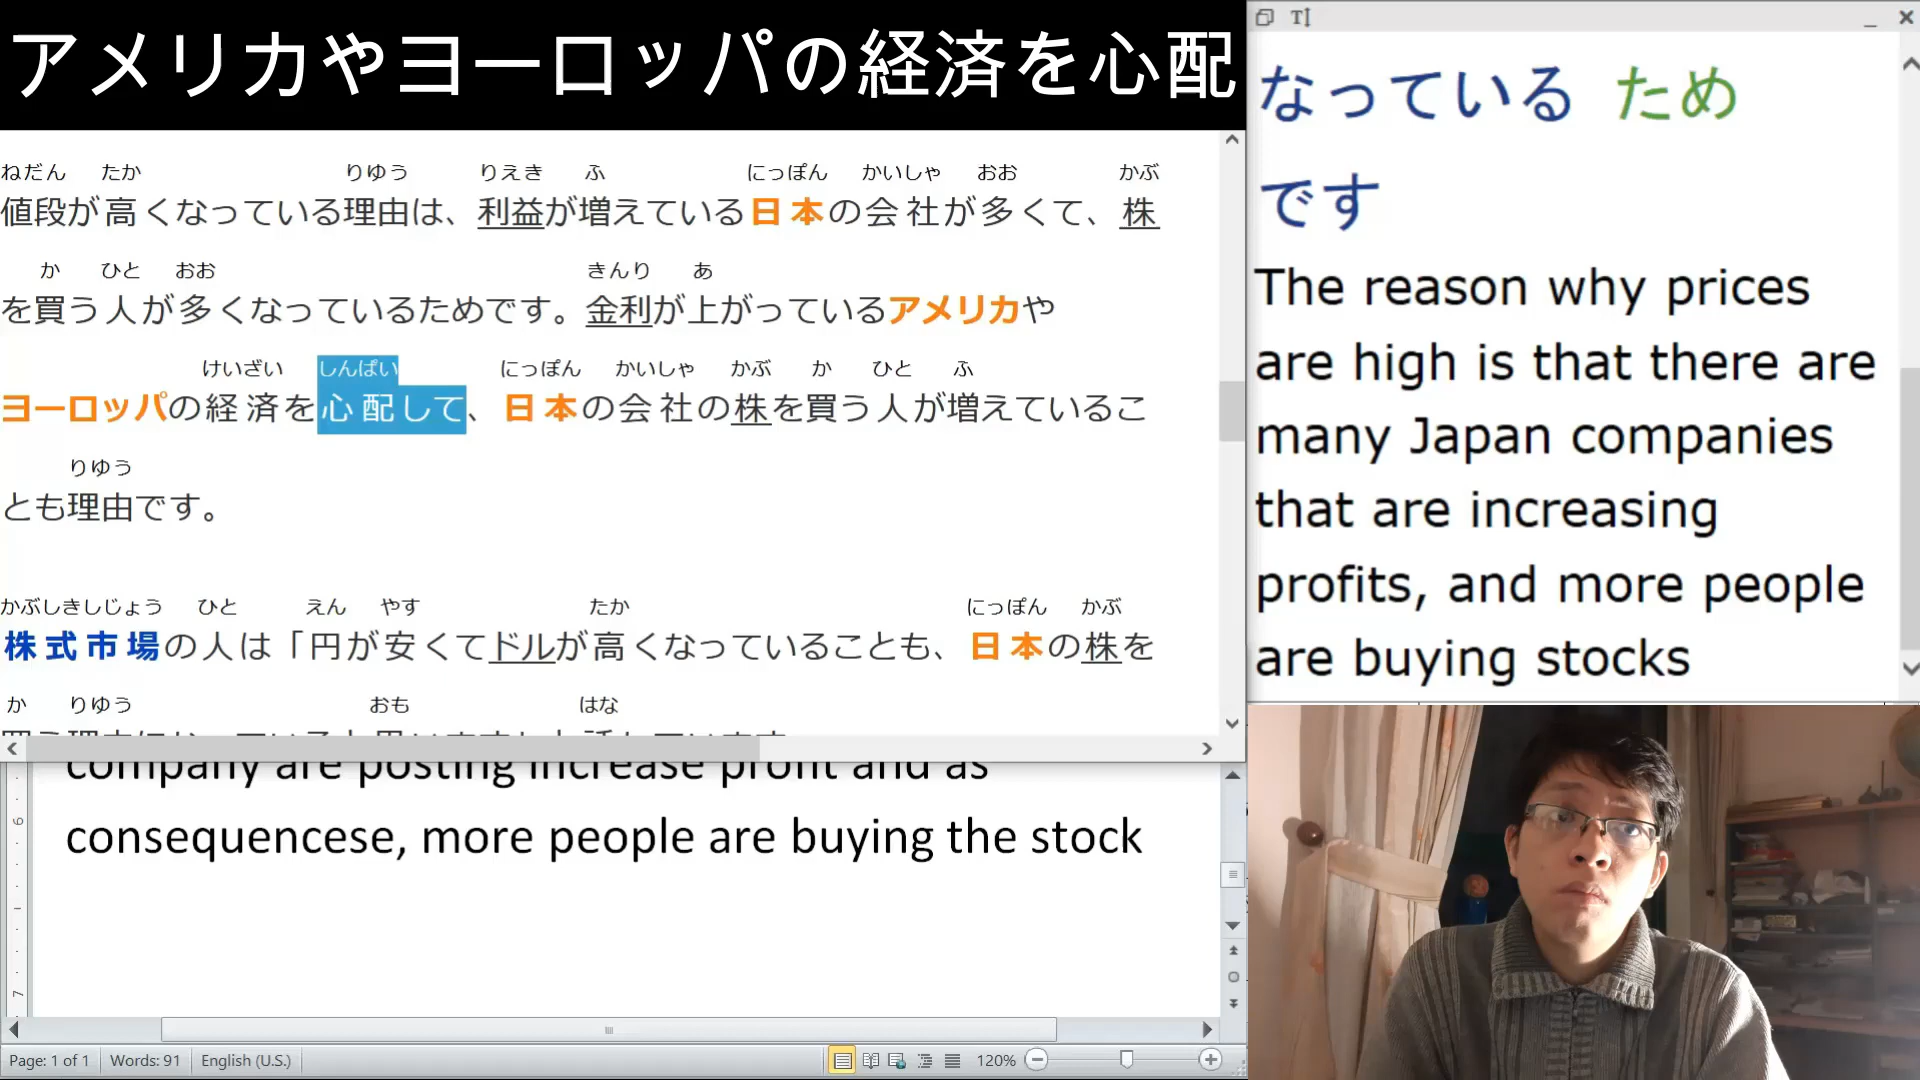 アメリカやヨーロッパの経済を心配
ねだん たか りゆう りえき ふ にっぽん かいしゃ おお かぶ
値段が高くなっている理由は、利益が増えている日本の会社が多くて、株
か ひと おお きんり あ
を買う人が多くなっているためです。金利が上がっているアメリカや
けいざい しんぱい にっぽん かいしゃ かぶ か ひと ふ
ヨーロッパの経済を心配して、日本の会社の株を買う人が増えているこ
りゆう
とも理由です。
かぶしきしじょう ひと えん やす たか にっぽん かぶ
株式市場の人は「円が安くてドルが高くなっていることも、日本の株を
か りゆう おも はな
company are posting increase profit and as
consequencese, more people are buying the stock
Page: 1 of 1 Words: 91 English (U.S.) 120%
なっている ため
です
The reason why prices
are high is that there are
many Japan companies
that are increasing
profits, and more people
are buying stocks